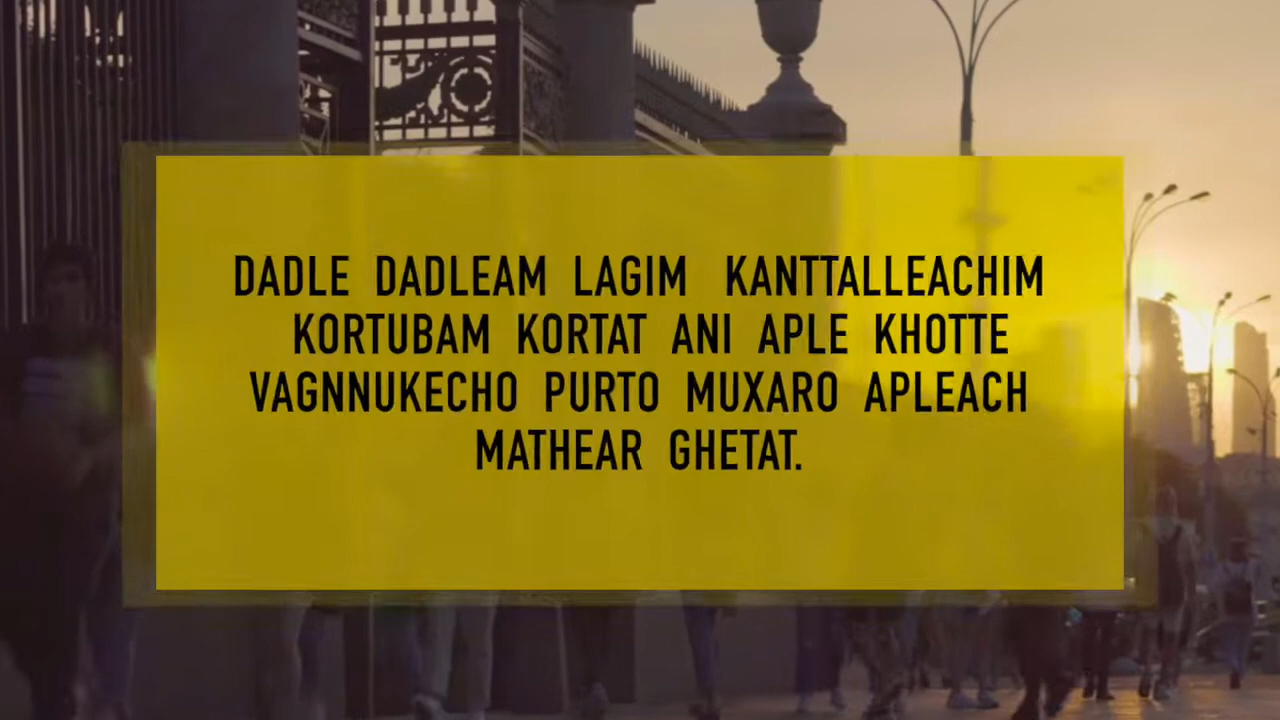 DADLE DADLEAM LAGIM KANTTALLEACHIM
KORTUBAM KORTAT ANI APLE KHOTTE
VAGNNUKECHO PURTO MUXARO APLEACH
MATHEAR GHETAT.